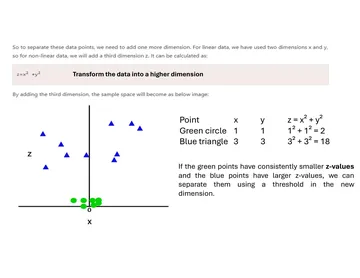 So to separate these data points, we need to add one more dimension. For linear data, we have used two dimensions x and y,
so for non-linear data, we will add a third dimension z. It can be calculated as:
z=x² +y² Transform the data into a higher dimension
By adding the third dimension, the sample space will become as below image:
Point x y z = x² + y²
Green circle 1 1 1² + 1² = 2
Blue triangle 3 3 3² + 3² = 18
Z
If the green points have consistently smaller z-values
and the blue points have larger z-values, we can
separate them using a threshold in the new
dimension.
o
X